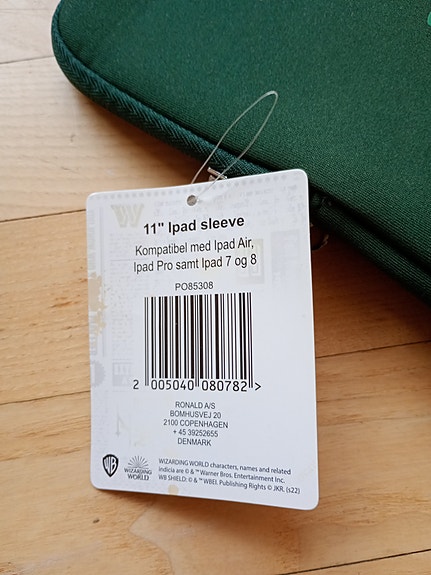 11" Ipad sleeve
Kompatibel med Ipad Air,
Ipad Pro samt Ipad 7 og 8
PO85308
2 005040 080782 >
RONALD A/S
BOMHUSVEJ 20
2100 COPENHAGEN
+ 45 39252655
DENMARK
WB
WIZARDING
WORLD
WIZARDING WORLD characters, names and related
indicia are © & ™ Warner Bros. Entertainment Inc.
WB SHIELD: © & ™ WBEI. Publishing Rights © JKR. (s22)